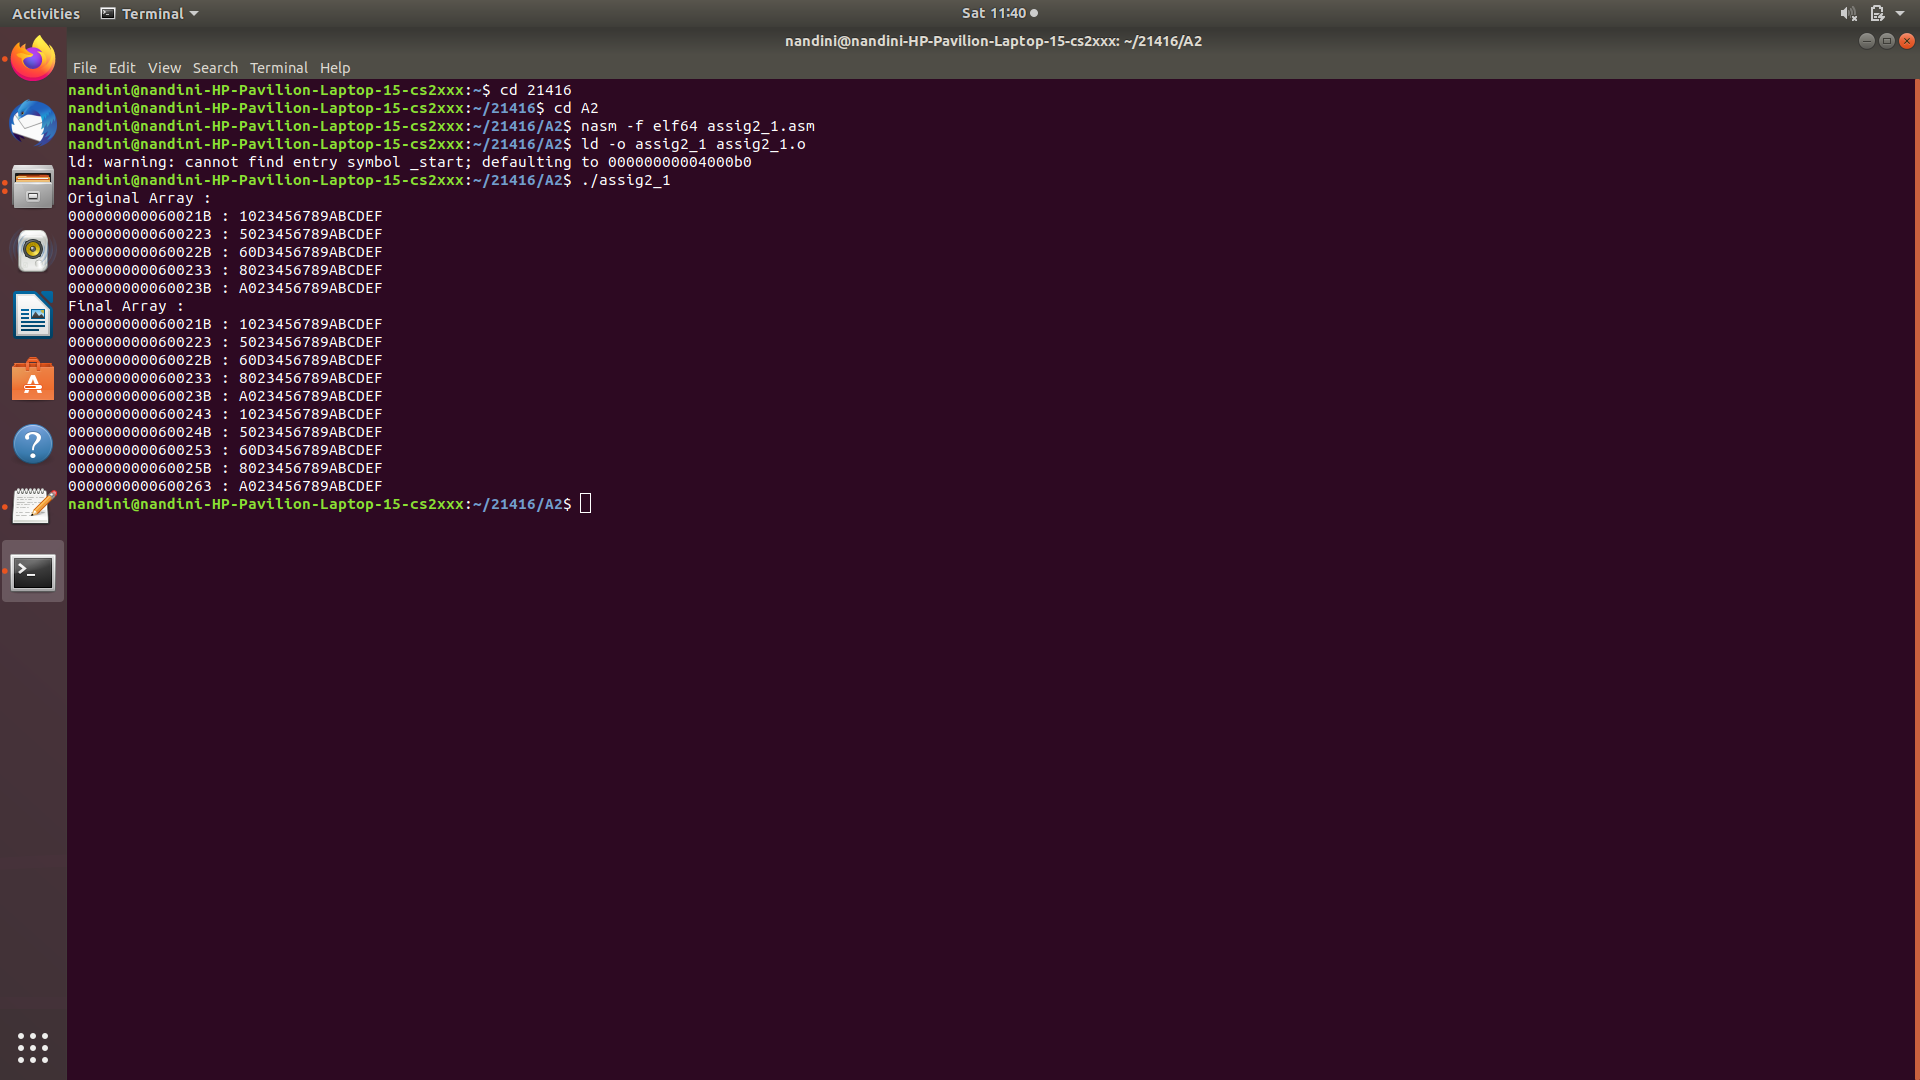 Activities Terminal Sat 11:40
nandini@nandini-HP-Pavilion-Laptop-15-cs2xxx: ~/21416/A2
File Edit View Search Terminal Help
nandini@nandini-HP-Pavilion-Laptop-15-cs2xxx:~$ cd 21416
nandini@nandini-HP-Pavilion-Laptop-15-cs2xxx:~/21416$ cd A2
nandini@nandini-HP-Pavilion-Laptop-15-cs2xxx:~/21416/A2$ nasm -f elf64 assig2_1.asm
nandini@nandini-HP-Pavilion-Laptop-15-cs2xxx:~/21416/A2$ ld -o assig2_1 assig2_1.o
ld: warning: cannot find entry symbol _start; defaulting to 00000000004000b0
nandini@nandini-HP-Pavilion-Laptop-15-cs2xxx:~/21416/A2$ ./assig2_1
Original Array :
000000000060021B : 1023456789ABCDEF
0000000000600223 : 5023456789ABCDEF
000000000060022B : 60D3456789ABCDEF
0000000000600233 : 8023456789ABCDEF
000000000060023B : A023456789ABCDEF
Final Array :
000000000060021B : 1023456789ABCDEF
0000000000600223 : 5023456789ABCDEF
000000000060022B : 60D3456789ABCDEF
0000000000600233 : 8023456789ABCDEF
000000000060023B : A023456789ABCDEF
0000000000600243 : 1023456789ABCDEF
000000000060024B : 5023456789ABCDEF
0000000000600253 : 60D3456789ABCDEF
000000000060025B : 8023456789ABCDEF
0000000000600263 : A023456789ABCDEF
nandini@nandini-HP-Pavilion-Laptop-15-cs2xxx:~/21416/A2$